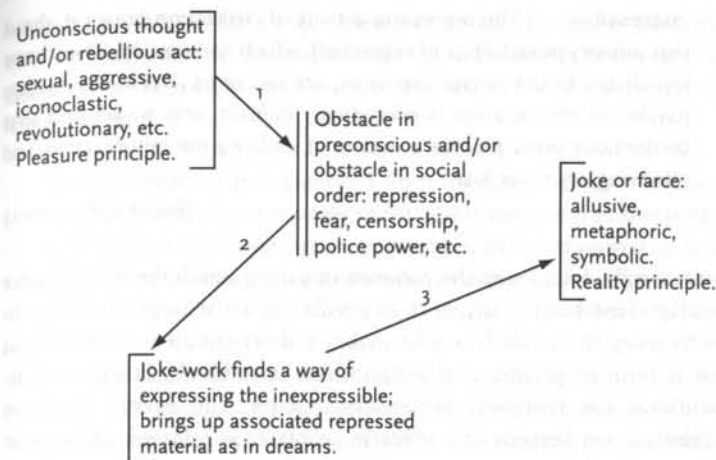 Unconscious thought
and/or rebellious act:
sexual, aggressive,
iconoclastic,
revolutionary, etc.
Pleasure principle.
1
Obstacle in
preconscious and/or
obstacle in social
order: repression,
fear, censorship,
police power, etc.
2
Joke-work finds a way of
expressing the inexpressible;
brings up associated repressed
material as in dreams.
3
Joke or farce:
allusive,
metaphoric,
symbolic.
Reality principle.